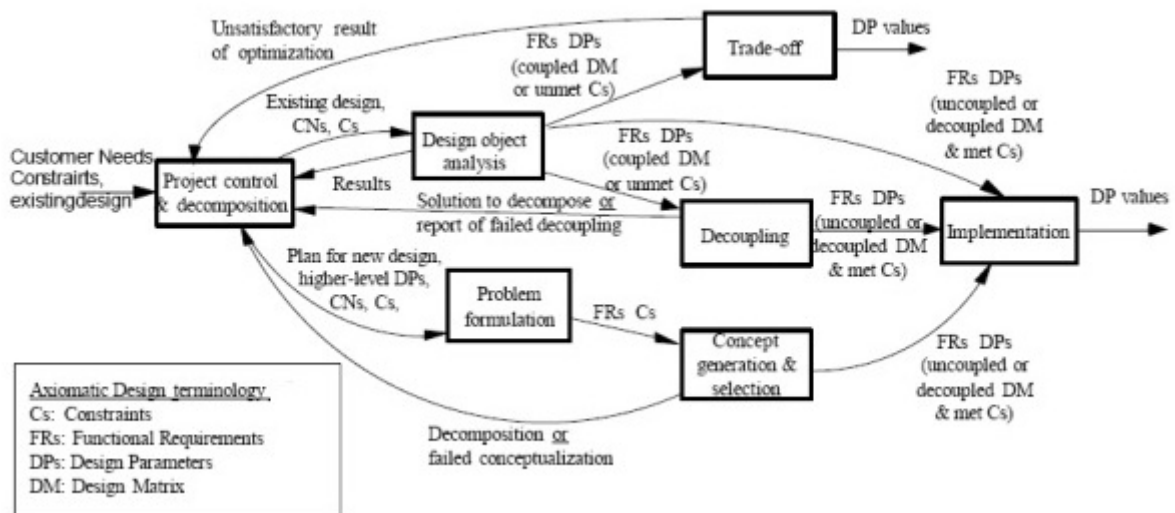 Unsatisfactory result
of optimization
FRs DPs
(coupled DM
or unmet Cs)
Trade-off
DP values
Existing design,
CNs, Cs
Design object
analysis
FRs DPs
(uncoupled or
decoupled DM
& met Cs)
Customer Needs
Constrairts,
existingdesign
Project control
& decomposition
Results
FRs DPs
(coupled DM
or unmet Cs)
Solution to decompose or
report of failed decoupling
Decoupling
FRs DPs
(uncoupled or
decoupled DM
& met Cs)
Implementation
DP values
Plan for new design,
higher-level DPs,
CNs, Cs,
Problem
formulation
FRs Cs
Concept
generation &
selection
FRs DPs
(uncoupled or
decoupled DM
& met Cs)
Decomposition or
failed conceptualization
Axiomatic Design terminology
Cs: Constraints
FRs: Functional Requirements
DPs: Design Parameters
DM: Design Matrix